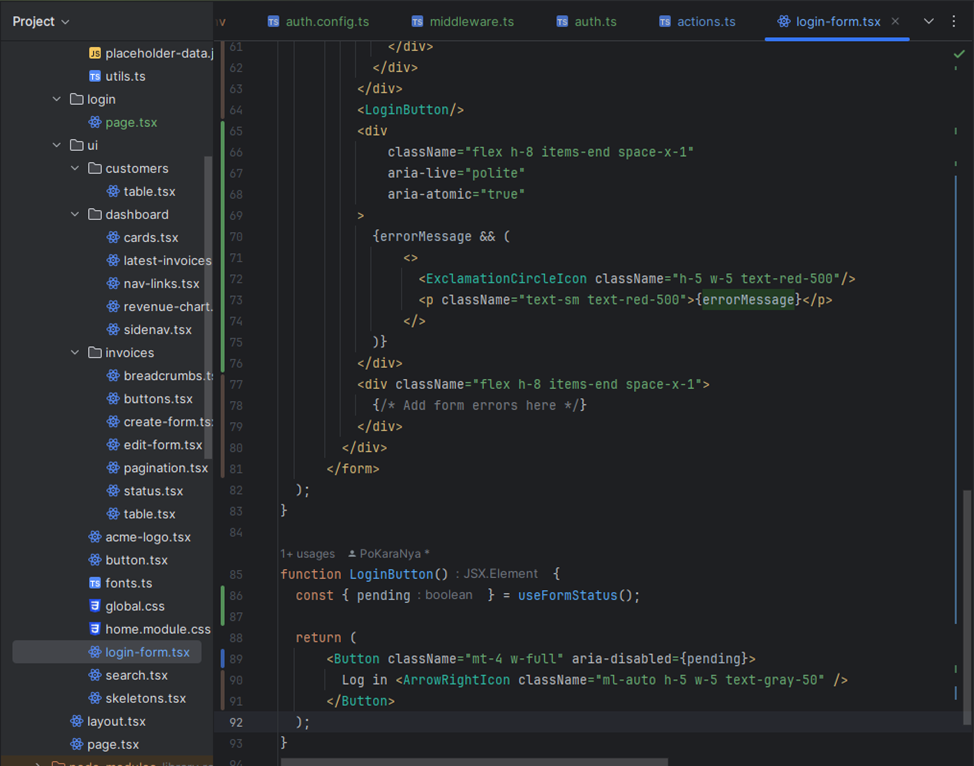 Project
auth.config.ts
middleware.ts
auth.ts
actions.ts
login-form.tsx
placeholder-data.j
utils.ts
login
page.tsx
ui
customers
table.tsx
dashboard
cards.tsx
latest-invoices
nav-links.tsx
revenue-chart.
sidenav.tsx
invoices
breadcrumbs.ts
buttons.tsx
create-form.ts
edit-form.tsx
pagination.tsx
status.tsx
table.tsx
acme-logo.tsx
button.tsx
fonts.ts
global.css
home.module.css
login-form.tsx
search.tsx
skeletons.tsx
layout.tsx
page.tsx
61 </div>
62 </div>
63 </div>
64 <LoginButton/>
65 <div
66 className="flex h-8 items-end space-x-1"
67 aria-live="polite"
68 aria-atomic="true"
69 >
70 {errorMessage && (
71 <>
72 <ExclamationCircleIcon className="h-5 w-5 text-red-500"/>
73 <p className="text-sm text-red-500">{errorMessage}</p>
74 </>
75 )}
76 </div>
77 <div className="flex h-8 items-end space-x-1">
78 {/* Add form errors here */}
79 </div>
80 </div>
81 </form>
82 );
83 }
84
1+ usages PoKaraNya *
85 function LoginButton() : JSX.Element {
86 const { pending : boolean } = useFormStatus();
87
88 return (
89 <Button className="mt-4 w-full" aria-disabled={pending}>
90 Log in <ArrowRightIcon className="ml-auto h-5 w-5 text-gray-50" />
91 </Button>
92 );
93 }